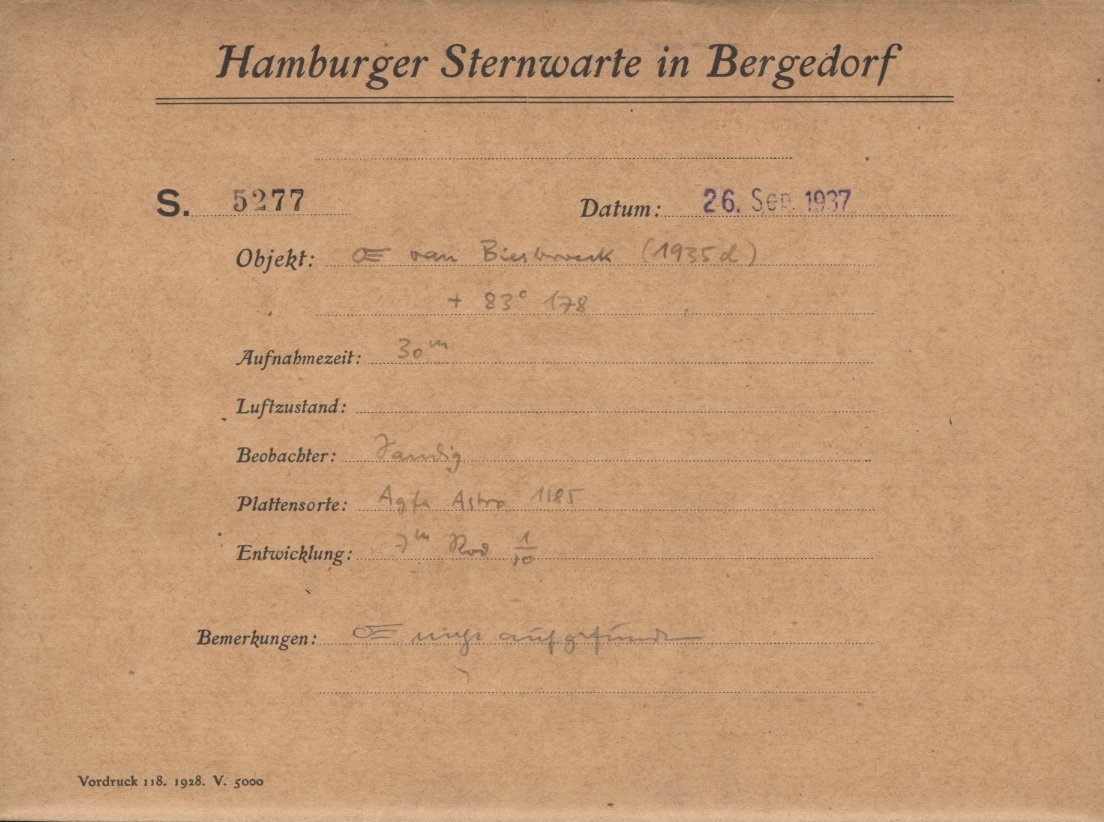 Hamburger Sternwarte in Bergedorf
S. 5277 Datum: 26. Sep. 1937
Objekt: ☄ van Biesbroeck (1935 d)
+ 83° 178
Aufnahmezeit: 30ᵐ
Luftzustand:
Beobachter:
Plattensorte: Agfa Astro 1185
Entwicklung: 7ᵐ Rod 1/10
Bemerkungen: ☄ nicht aufgefunden
Vordruck 118. 1928. V. 5000